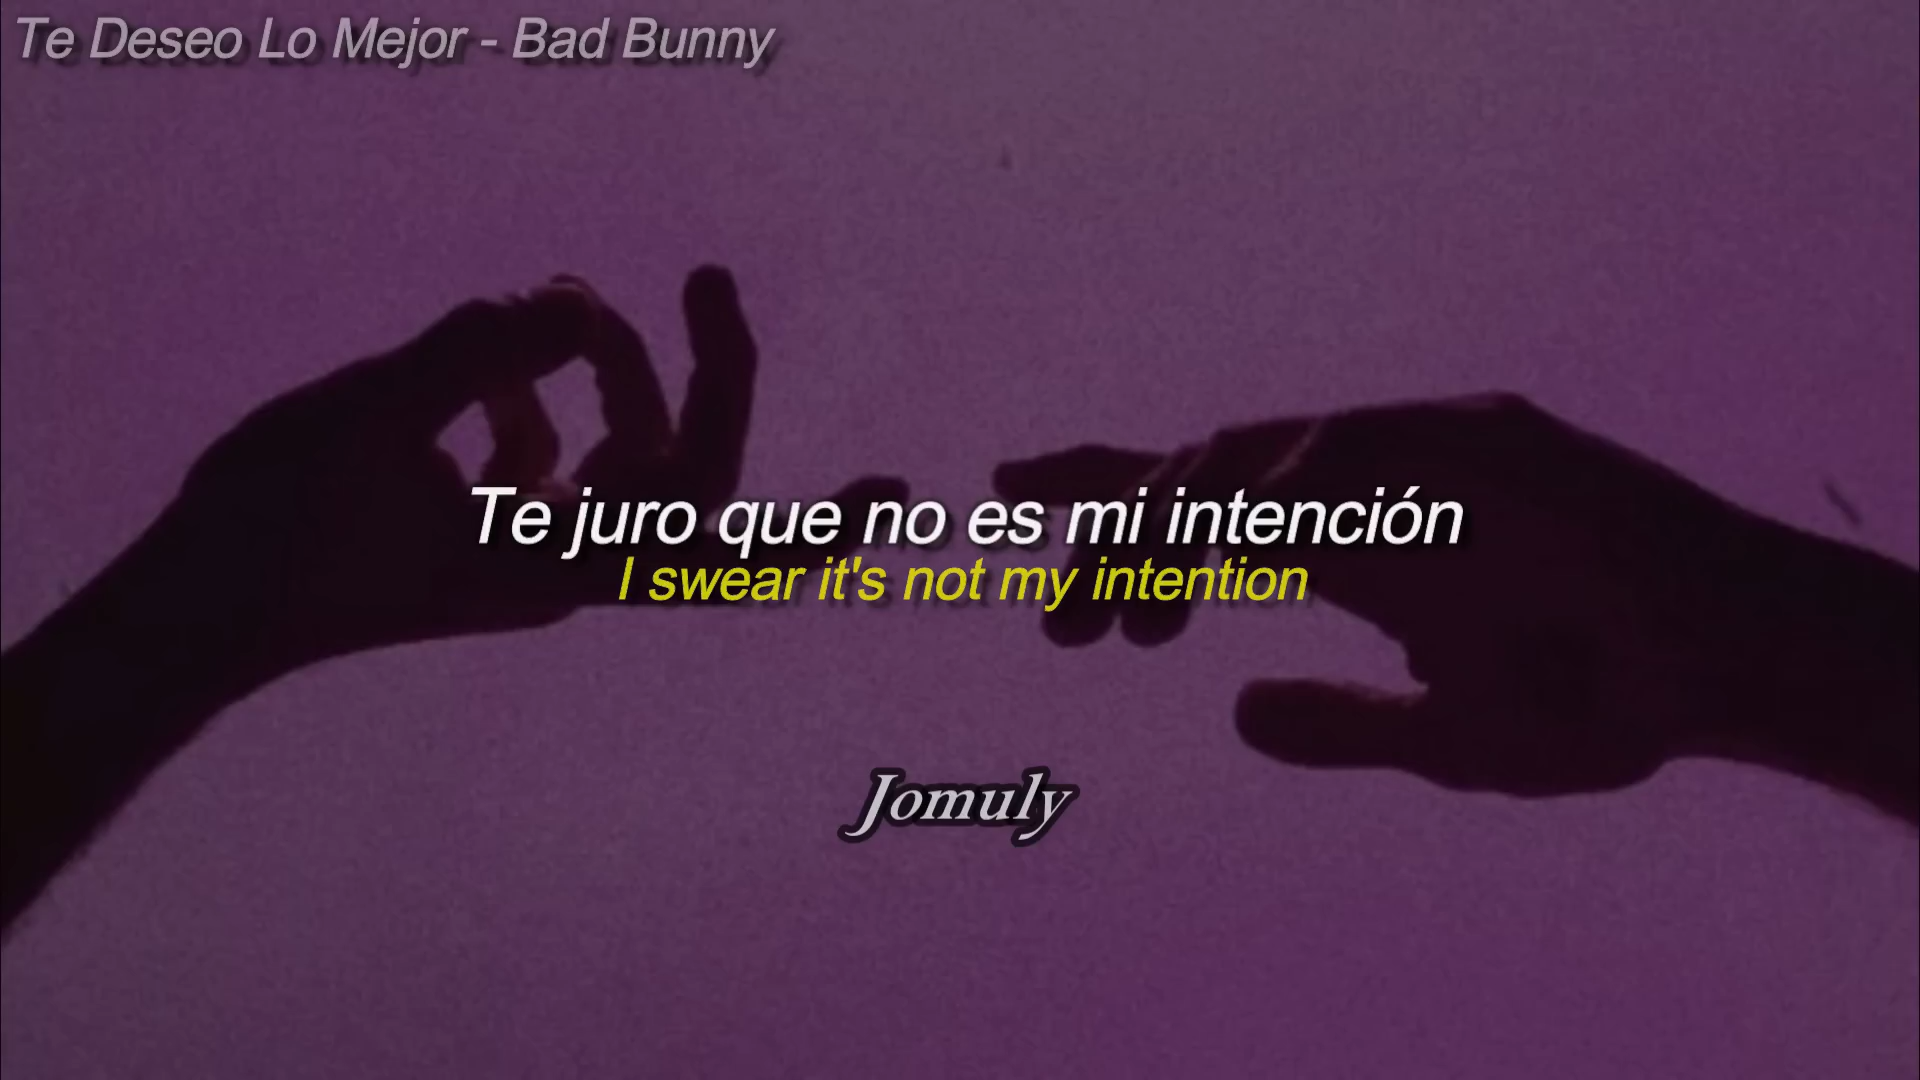 Te Deseo Lo Mejor - Bad Bunny
Te juro que no es mi intención
I swear it's not my intention
Jomuly